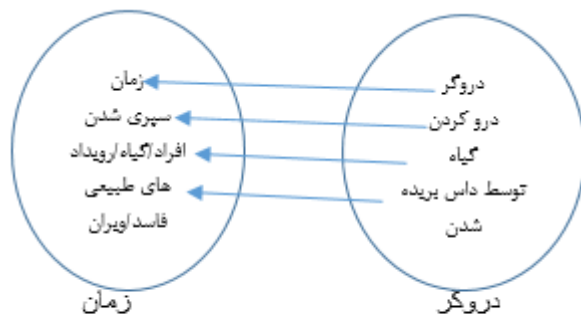 دروگر
درو کردن
گیاه
توسط داس بریده
شدن
دروگر
زمان
سپری شدن
افراد/گیاه/رویداد
های طبیعی
فاسد/ویران
زمان